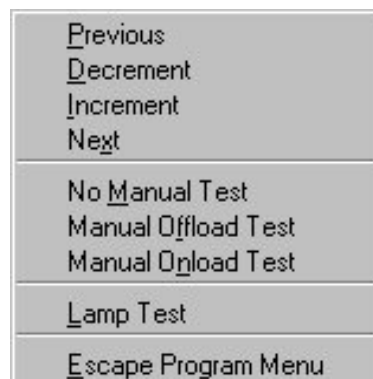 Previous
Decrement
Increment
Next
No Manual Test
Manual Offload Test
Manual Onload Test
Lamp Test
Escape Program Menu